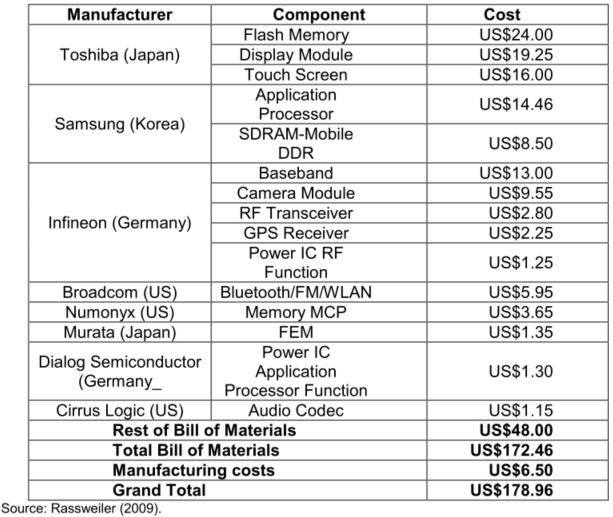 Manufacturer Component Cost
Toshiba (Japan)
Flash Memory US$24.00
Display Module US$19.25
Touch Screen US$16.00
Samsung (Korea)
Application
Processor
US$14.46
SDRAM-Mobile
DDR
US$8.50
Infineon (Germany)
Baseband US$13.00
Camera Module US$9.55
RF Transceiver US$2.80
GPS Receiver US$2.25
Power IC RF
Function
US$1.25
Broadcom (US) Bluetooth/FM/WLAN US$5.95
Numonyx (US) Memory MCP US$3.65
Murata (Japan) FEM US$1.35
Dialog Semiconductor
(Germany_
Power IC
Application
Processor Function
US$1.30
Cirrus Logic (US) Audio Codec US$1.15
Rest of Bill of Materials US$48.00
Total Bill of Materials US$172.46
Manufacturing costs US$6.50
Grand Total US$178.96
Source: Rassweiler (2009).